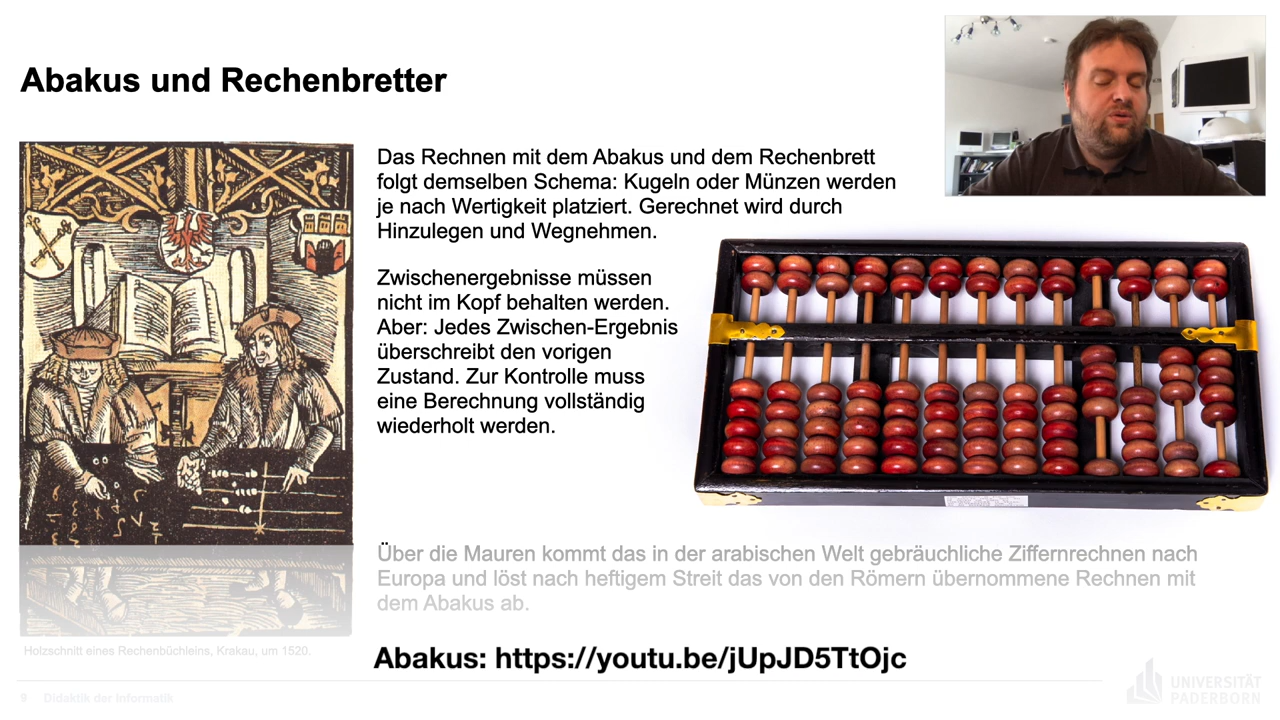 Abakus und Rechenbretter
Das Rechnen mit dem Abakus und dem Rechenbrett
folgt demselben Schema: Kugeln oder Münzen werden
je nach Wertigkeit platziert. Gerechnet wird durch
Hinzulegen und Wegnehmen.
Zwischenergebnisse müssen
nicht im Kopf behalten werden.
Aber: Jedes Zwischen-Ergebnis
überschreibt den vorigen
Zustand. Zur Kontrolle muss
eine Berechnung vollständig
wiederholt werden.
Über die Mauren kommt das in der arabischen Welt gebräuchliche Ziffernrechnen nach
Europa und löst nach heftigem Streit das von den Römern übernommene Rechnen mit
dem Abakus ab.
Holzschnitt eines Rechenbüchleins, Krakau, um 1520.
Abakus: https://youtu.be/jUpJD5TtOjc
Didaktik der Informatik
UNIVERSITÄT
PADERBORN